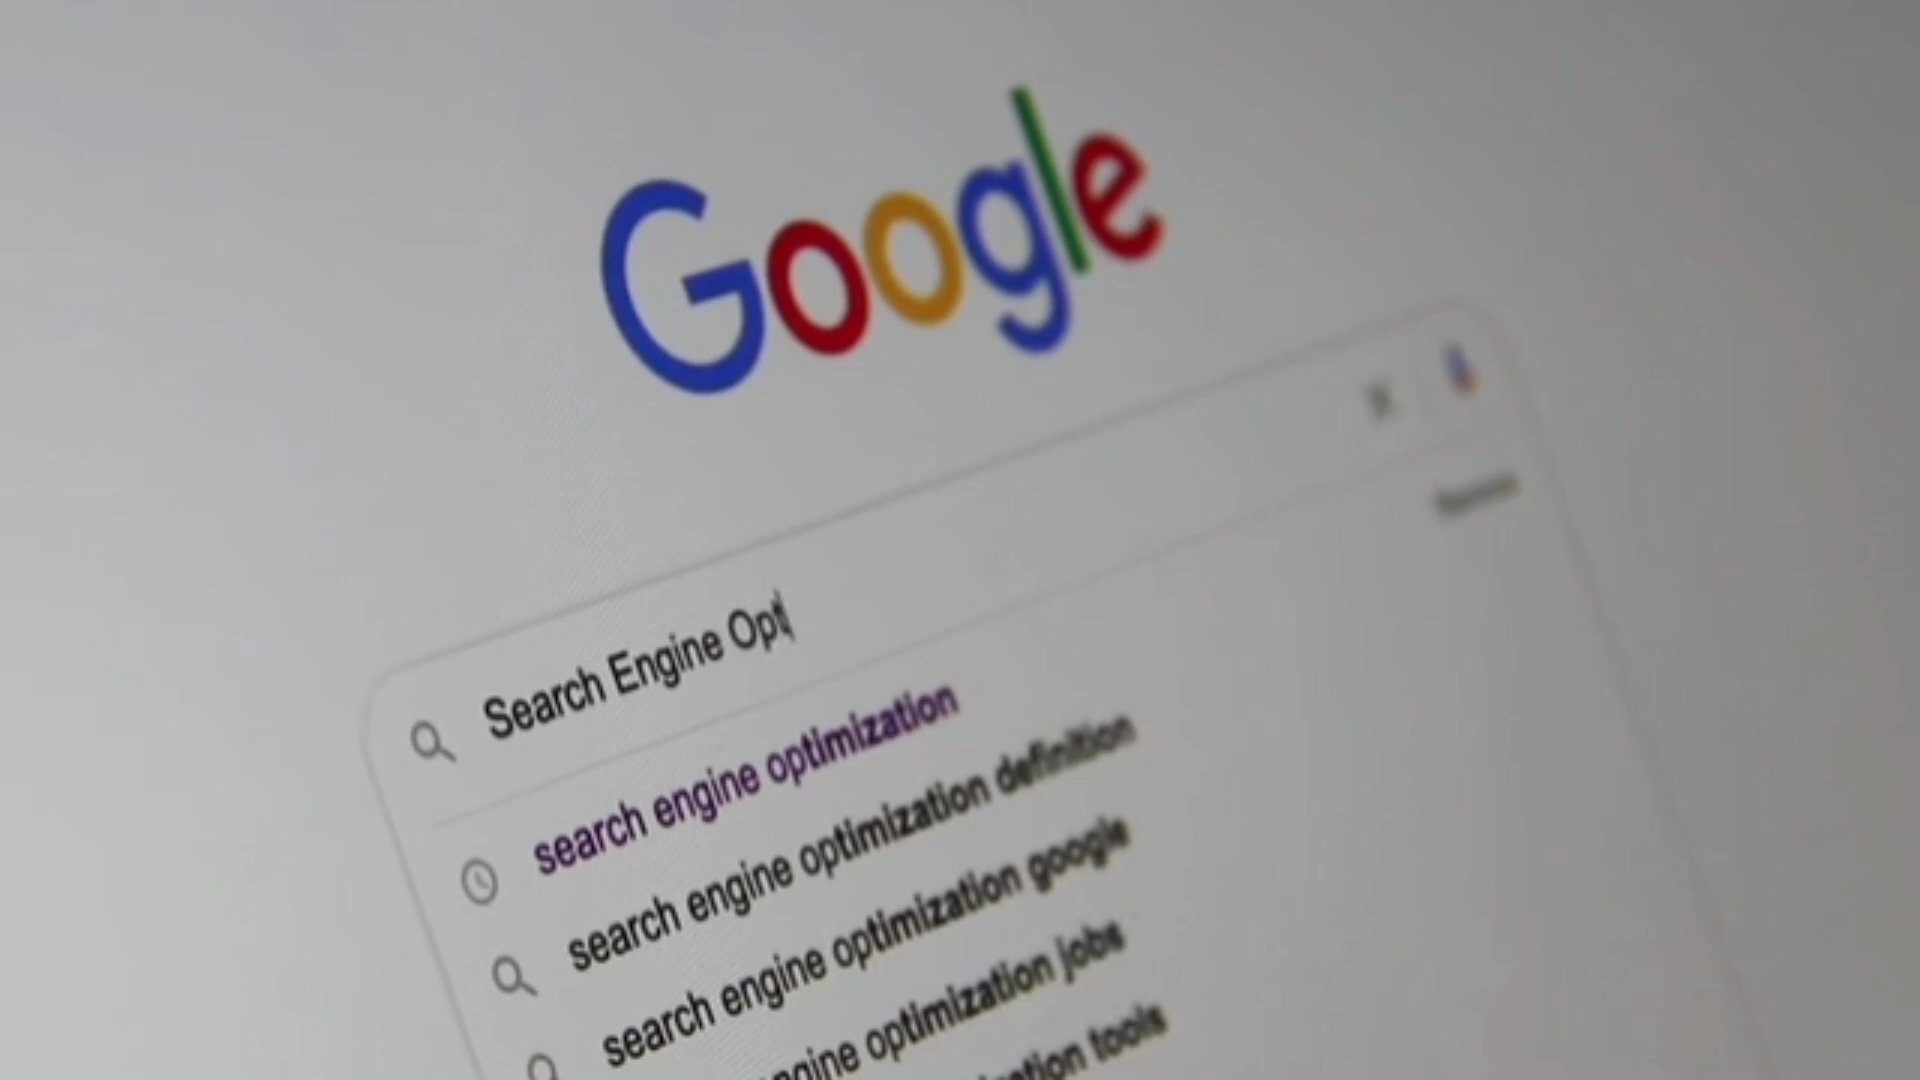 Google
Search Engine Opt
search engine optimization
search engine optimization definition
search engine optimization google
engine optimization jobs
optimization tools